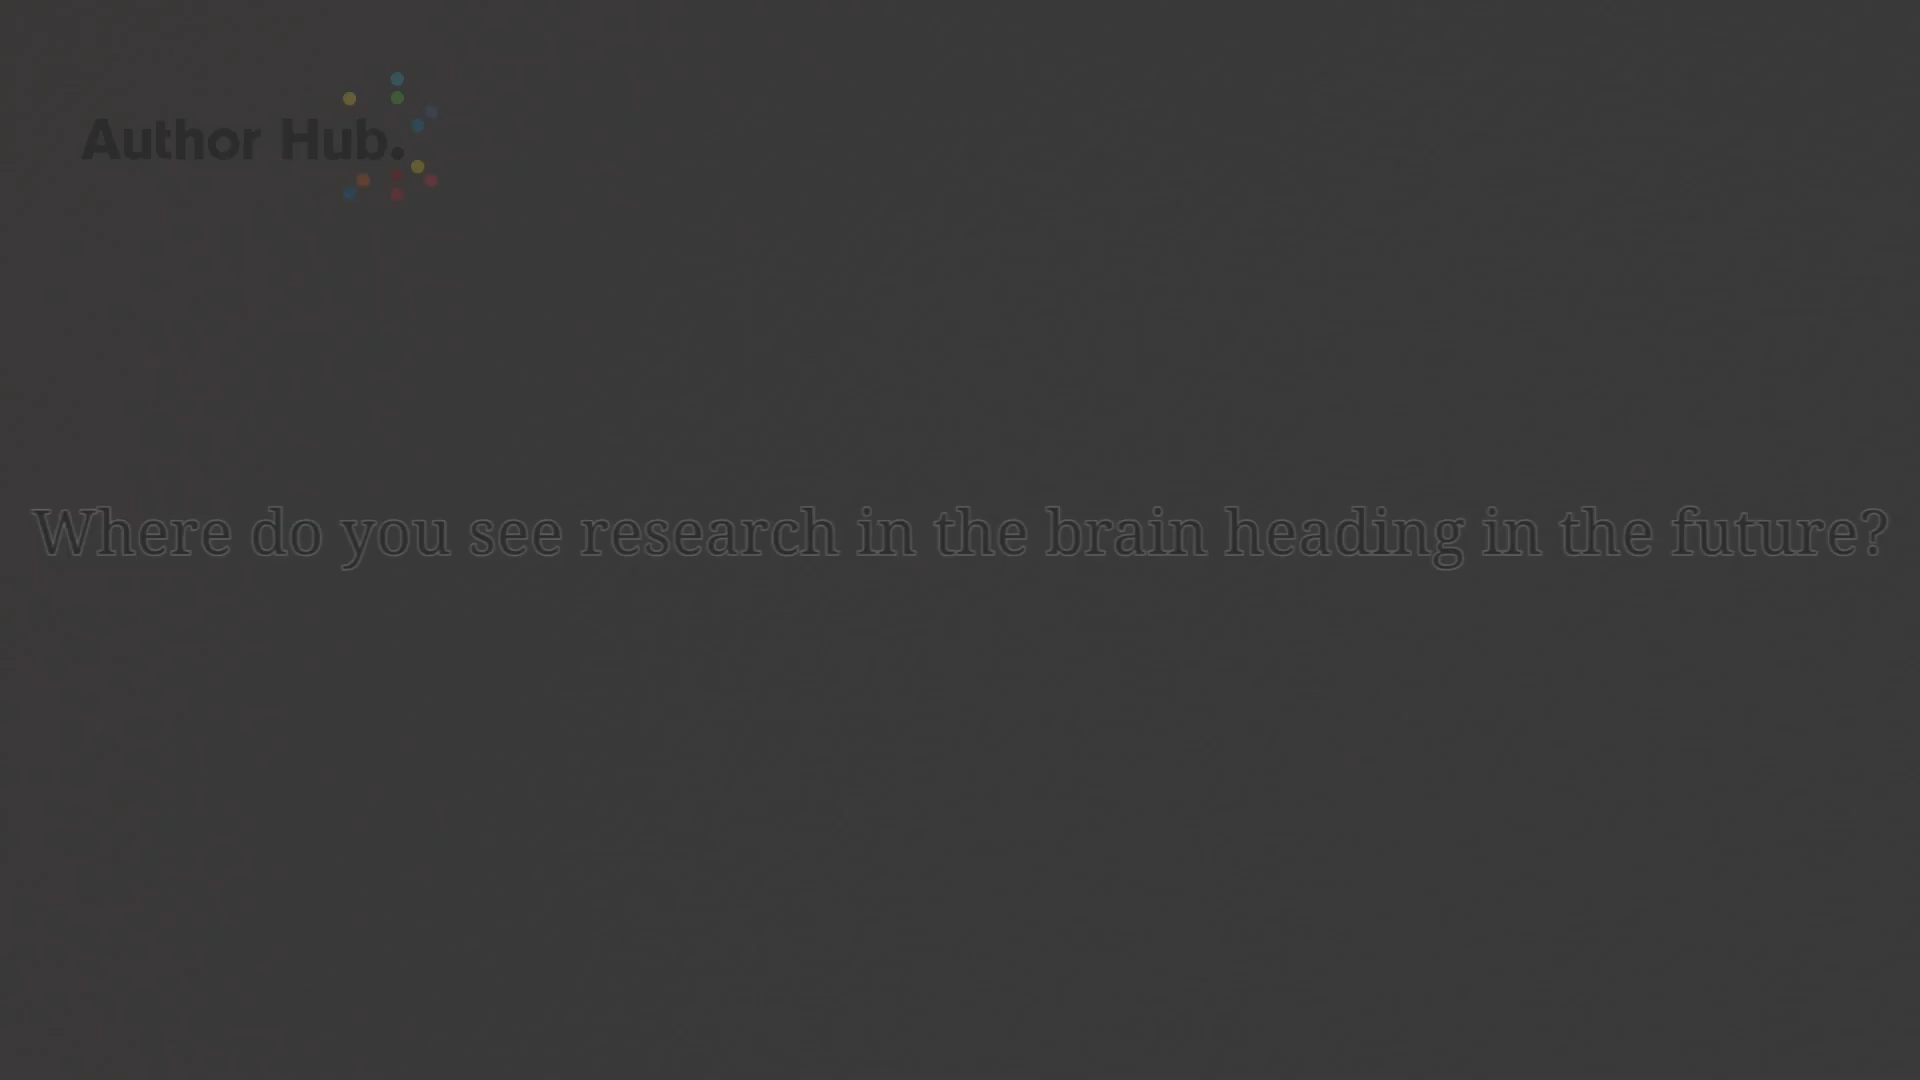 Author Hub.
Where do you see research in the brain heading in the future?